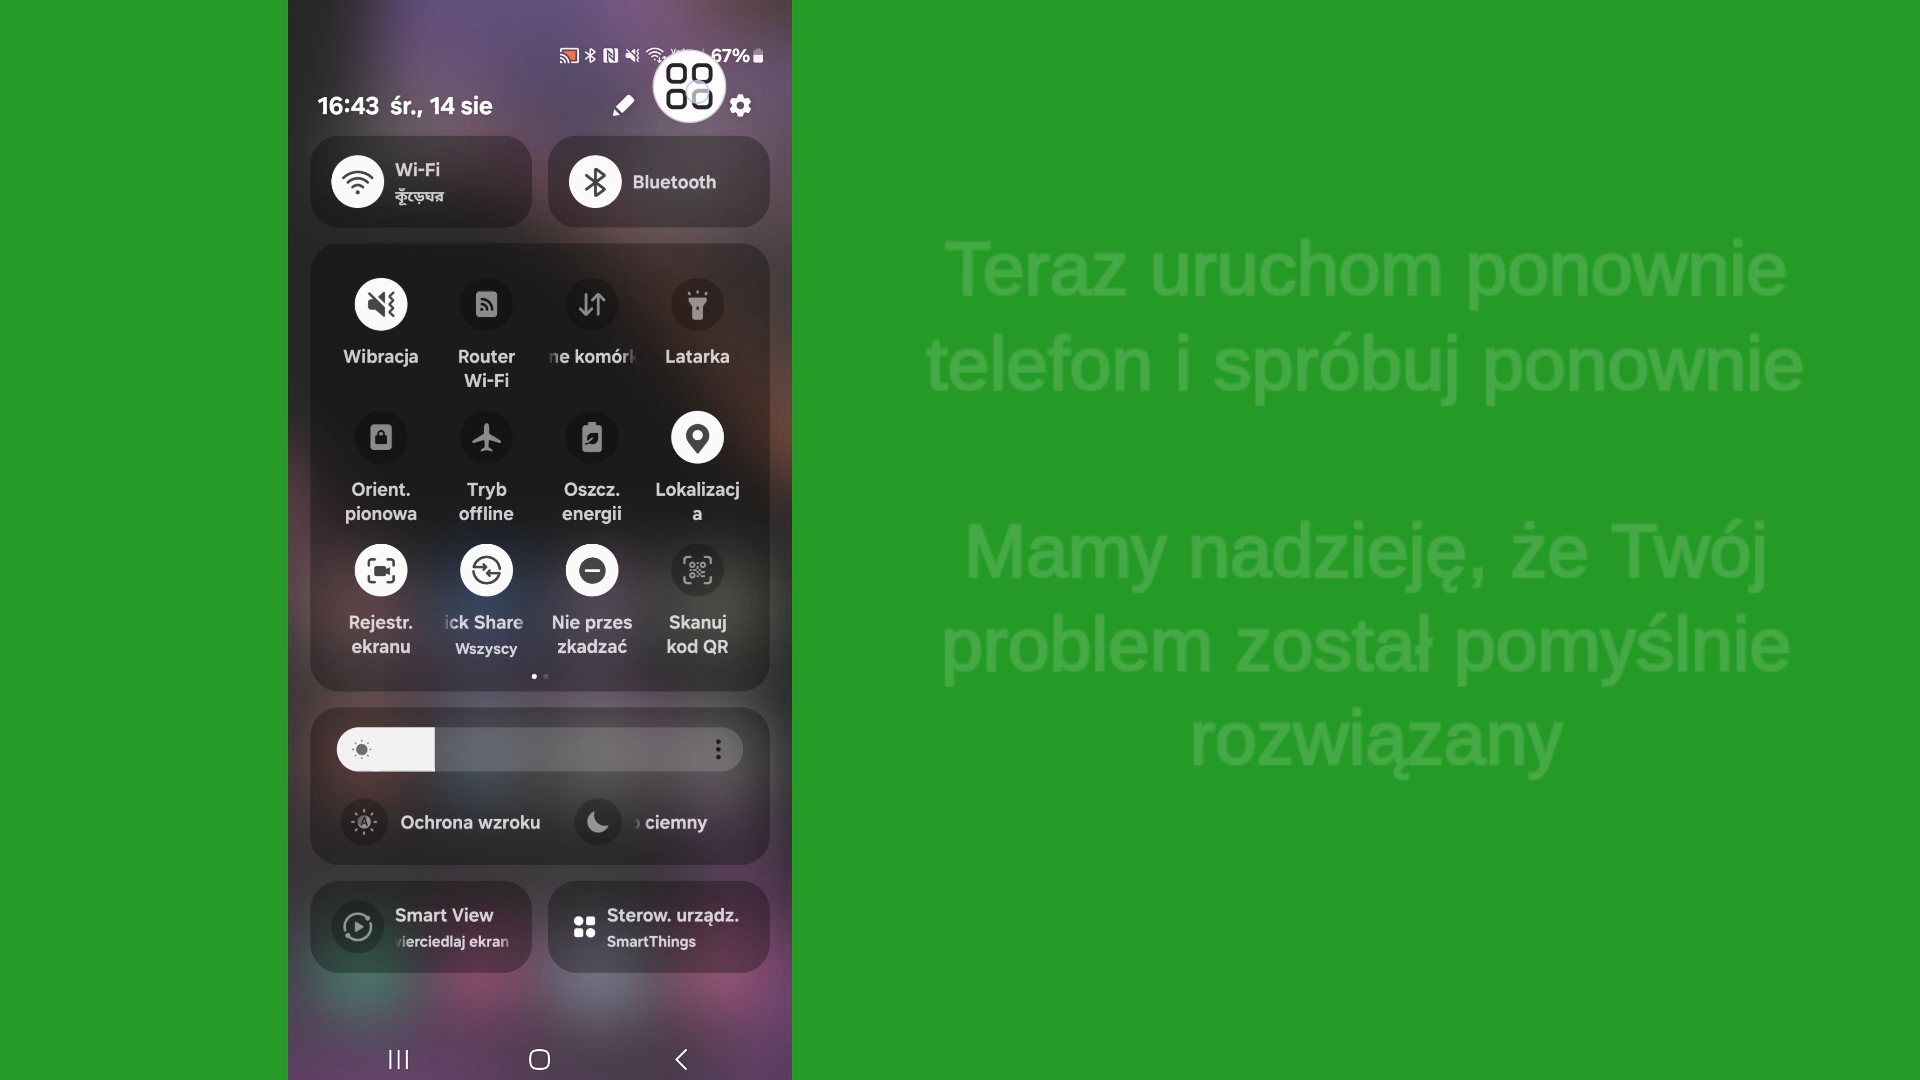 67%
16:43 śr., 14 sie
Wi-Fi
কুঁড়েঘর
Bluetooth
Wibracja
Router
Wi-Fi
ne komórk
Latarka
Orient.
pionowa
Tryb
offline
Oszcz.
energii
Lokalizacj
a
Rejestr.
ekranu
ick Share
Wszyscy
Nie przes
zkadzać
Skanuj
kod QR
Ochrona wzroku
ciemny
Smart View
vierciedlaj ekran
Sterow. urządz.
SmartThings
Teraz uruchom ponownie
telefon i spróbuj ponownie
Mamy nadzieję, że Twój
problem został pomyślnie
rozwiązany